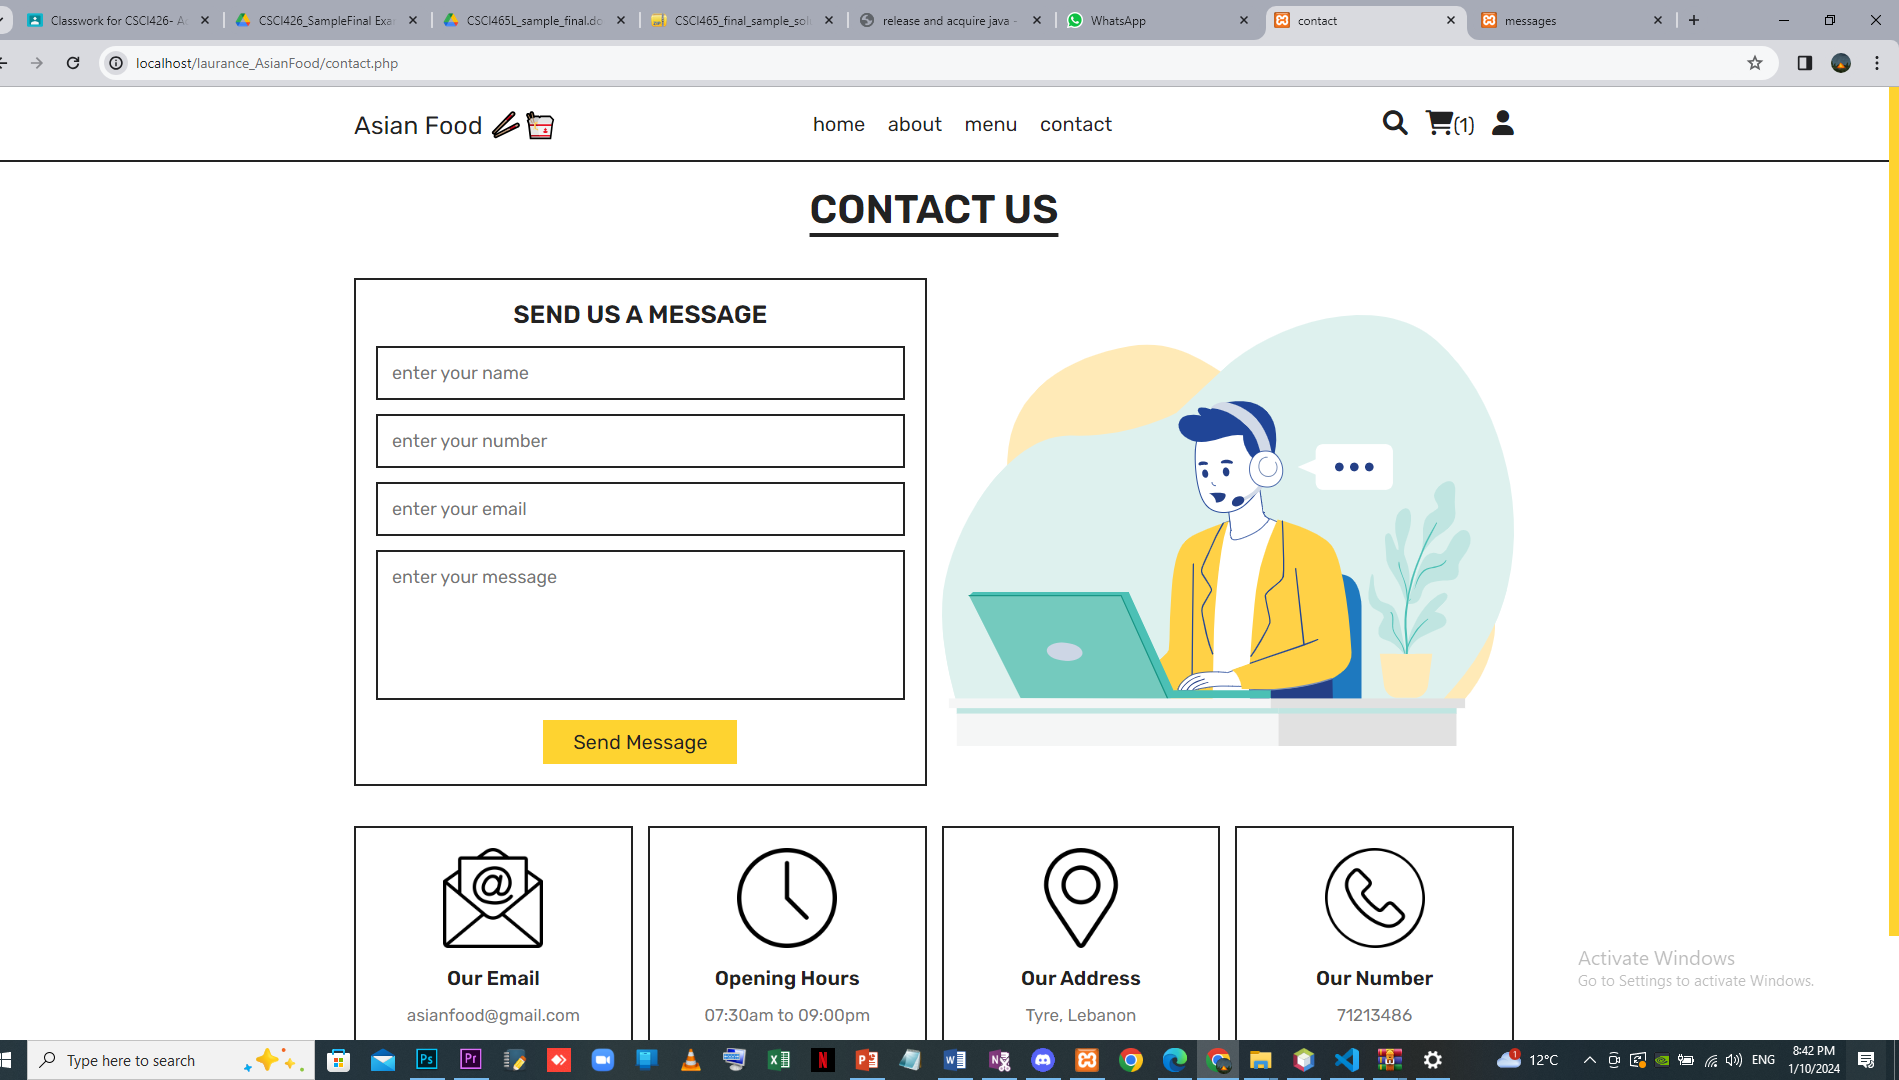 Classwork for CSCI426- A
CSCI426_SampleFinal Exa
CSCI465L_sample_final.do
CSCI465_final_sample_sol
release and acquire java -
WhatsApp
contact
messages
localhost/laurance_AsianFood/contact.php
Asian Food
home
about
menu
contact
(1)
CONTACT US
SEND US A MESSAGE
enter your name
enter your number
enter your email
enter your message
Send Message
Our Email
asianfood@gmail.com
Opening Hours
07:30am to 09:00pm
Our Address
Tyre, Lebanon
Our Number
71213486
Activate Windows
Go to Settings to activate Windows.
Type here to search
Ps
Pr
1
12°C
ENG
8:42 PM
1/10/2024